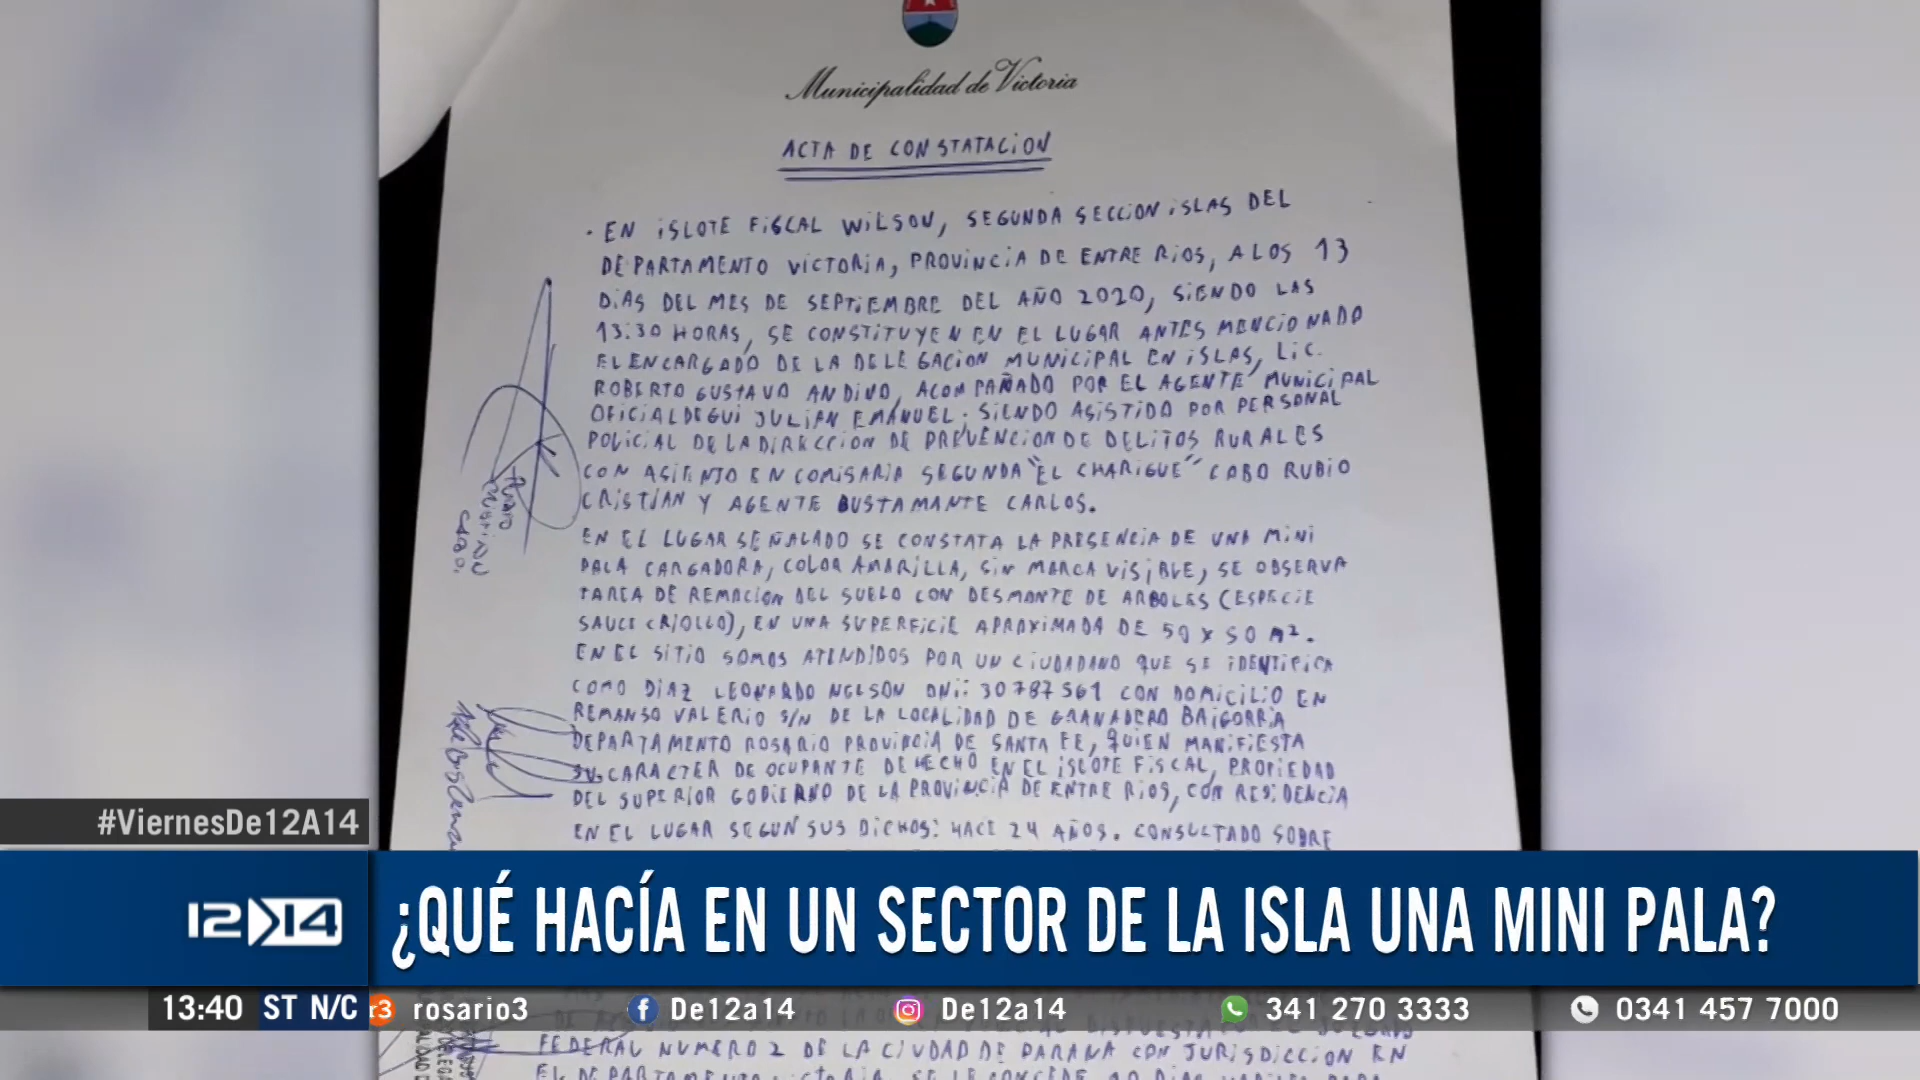 Municipalidad de Victoria
ACTA DE CONSTATACION
. EN ISLOTE FISCAL WILSON, SEGUNDA SECCION ISLAS DEL
DEPARTAMENTO VICTORIA, PROVINCIA DE ENTRE RIOS, A LOS 13
DIAS DEL MES DE SEPTIEMBRE DEL AÑO 2020, SIENDO LAS
13:30 HORAS, SE CONSTITUYEN EN EL LUGAR ANTES MENCIONADO
EL ENCARGADO DE LA DELEGACION MUNICIPAL EN ISLAS, LIC.
ROBERTO GUSTAVO ANDINO, ACOMPAÑADO POR EL AGENTE MUNICIPAL
OFICIALDEGUI JULIAN EMANUEL; SIENDO ASISTIDO POR PERSONAL
POLICIAL DE LA DIRECCION DE PREVENCION DE DELITOS RURALES
CON ASIENTO EN COMISARIA SEGUNDA "EL CHARIGUE" CABO RUBIO
CRISTIAN Y AGENTE BUSTAMANTE CARLOS.
EN EL LUGAR SEÑALADO SE CONSTATA LA PRESENCIA DE UNA MINI
PALA CARGADORA, COLOR AMARILLA, SIN MARCA VISIBLE, SE OBSERVA
TAREA DE REMOCION DEL SUELO CON DESMONTE DE ARBOLES (ESPECIE
SAUCE CRIOLLO), EN UNA SUPERFICIE APROXIMADA DE 50 X 50 M².
EN EL SITIO SOMOS ATENDIDOS POR UN CIUDADANO QUE SE IDENTIFICA
COMO DIAZ LEONARDO NELSON DNI: 30787561 CON DOMICILIO EN
REMANSO VALERIO S/N DE LA LOCALIDAD DE GRANADERO BAIGORRIA
DEPARTAMENTO ROSARIO PROVINCIA DE SANTA FE, QUIEN MANIFIESTA
SU CARACTER DE OCUPANTE DE HECHO EN EL ISLOTE FISCAL, PROPIEDAD
DEL SUPERIOR GOBIERNO DE LA PROVINCIA DE ENTRE RIOS, CON RESIDENCIA
EN EL LUGAR SEGUN SUS DICHOS: HACE 24 AÑOS. CONSULTADO SOBRE
#ViernesDe12A14
12 14
¿QUÉ HACÍA EN UN SECTOR DE LA ISLA UNA MINI PALA?
13:40 ST N/C r3 rosario3 De12a14 De12a14 341 270 3333 0341 457 7000
FEDERAL NUMERO 2 DE LA CIUDAD DE PARANA CON JURISDICCION EN